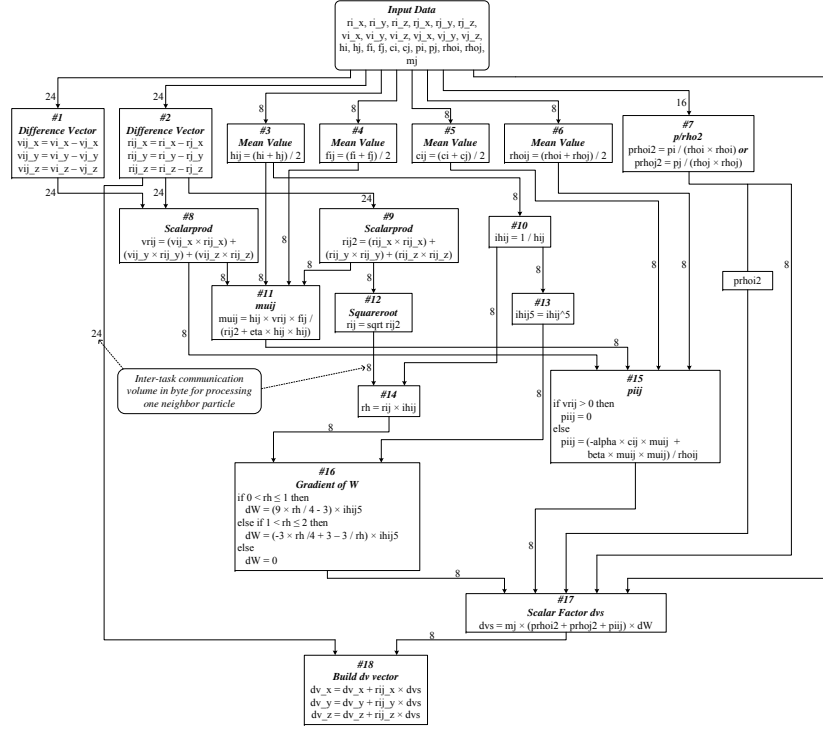 Input Data
ri_x, ri_y, ri_z, rj_x, rj_y, rj_z,
vi_x, vi_y, vi_z, vj_x, vj_y, vj_z,
hi, hj, fi, fj, ci, cj, pi, pj, rhoi, rhoj,
mj
24
24
8
8
8
8
16
#1
Difference Vector
vij_x = vi_x − vj_x
vij_y = vi_y − vj_y
vij_z = vi_z − vj_z
#2
Difference Vector
rij_x = ri_x − rj_x
rij_y = ri_y − rj_y
rij_z = ri_z − rj_z
#3
Mean Value
hij = (hi + hj) / 2
#4
Mean Value
fij = (fi + fj) / 2
#5
Mean Value
cij = (ci + cj) / 2
#6
Mean Value
rhoij = (rhoi + rhoj) / 2
#7
p/rho2
prhoi2 = pi / (rhoi × rhoi) or
prhoj2 = pj / (rhoj × rhoj)
24
24
24
8
8
8
8
8
8
#8
Scalarprod
vrij = (vij_x × rij_x) +
(vij_y × rij_y) + (vij_z × rij_z)
#9
Scalarprod
rij2 = (rij_x × rij_x) +
(rij_y × rij_y) + (rij_z × rij_z)
#10
ihij = 1 / hij
8
8
8
8
8
prhoi2
#11
muij
muij = hij × vrij × fij /
(rij2 + eta × hij × hij)
#12
Squareroot
rij = sqrt rij2
#13
ihij5 = ihij^5
24
8
8
8
8
Inter-task communication
volume in byte for processing
one neighbor particle
8
#14
rh = rij × ihij
#15
piij
if vrij > 0 then
piij = 0
else
piij = (-alpha × cij × muij +
beta × muij × muij) / rhoij
8
#16
Gradient of W
if 0 < rh ≤ 1 then
dW = (9 × rh / 4 - 3) × ihij5
else if 1 < rh ≤ 2 then
dW = (-3 × rh /4 + 3 − 3 / rh) × ihij5
else
dW = 0
8
8
8
#17
Scalar Factor dvs
dvs = mj × (prhoi2 + prhoj2 + piij) × dW
8
#18
Build dv vector
dv_x = dv_x + rij_x × dvs
dv_y = dv_y + rij_y × dvs
dv_z = dv_z + rij_z × dvs